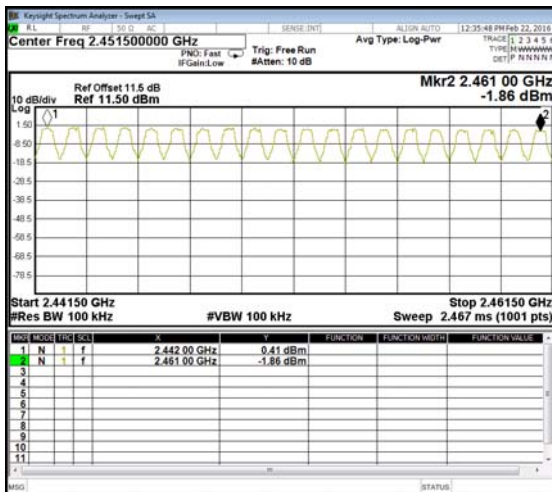 Keysight Spectrum Analyzer - Swept SA
RL RF 50 Ω AC SENSE:INT ALIGN AUTO 12:35:48 PM Feb 22, 2016
Center Freq 2.451500000 GHz
PNO: Fast
IFGain:Low
Trig: Free Run
#Atten: 10 dB
Avg Type: Log-Pwr
TRACE 1 2 3 4 5
TYPE M
DET P N N N N
Mkr2 2.461 00 GHz
-1.86 dBm
Ref Offset 11.5 dB
10 dB/div Ref 11.50 dBm
Log
1
2
1.50
-8.50
-18.5
-28.5
-38.5
-48.5
-58.5
-68.5
-78.5
Start 2.44150 GHz Stop 2.46150 GHz
#Res BW 100 kHz #VBW 100 kHz Sweep 2.467 ms (1001 pts)
MKR MODE TRC SCL X Y FUNCTION FUNCTION WIDTH FUNCTION VALUE
1 N 1 f 2.442 00 GHz 0.41 dBm
2 N 1 f 2.461 00 GHz -1.86 dBm
3
4
5
6
7
8
9
10
11
MSG STATUS